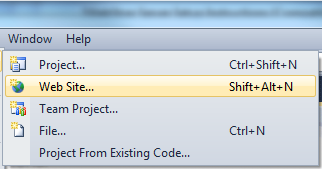 Window Help
Project... Ctrl+Shift+N
Web Site... Shift+Alt+N
Team Project...
File... Ctrl+N
Project From Existing Code...